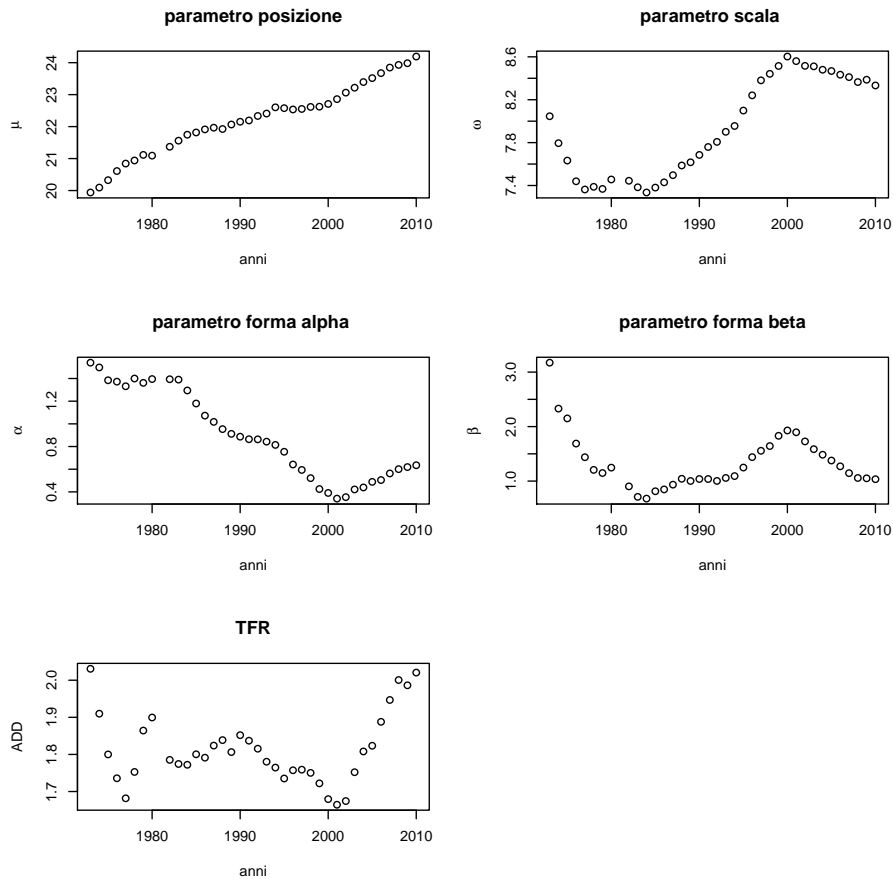 parametro posizione
μ
20 21 22 23 24
1980 1990 2000 2010
anni
parametro scala
ω
7.4 7.8 8.2 8.6
1980 1990 2000 2010
anni
parametro forma alpha
α
0.4 0.8 1.2
1980 1990 2000 2010
anni
parametro forma beta
β
1.0 2.0 3.0
1980 1990 2000 2010
anni
TFR
ADD
1.7 1.8 1.9 2.0
1980 1990 2000 2010
anni